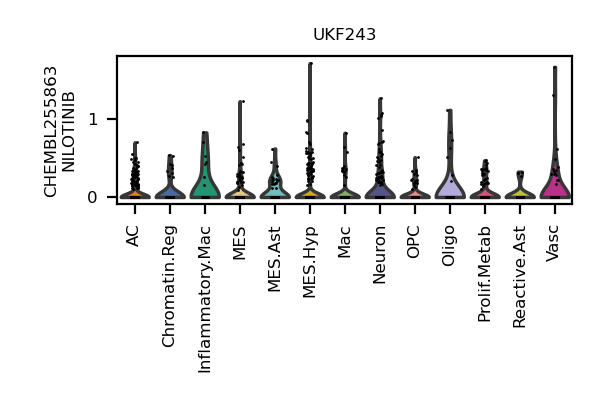 UKF243
CHEMBL255863
NILOTINIB
1
0
AC
Chromatin.Reg
Inflammatory.Mac
MES
MES.Ast
MES.Hyp
Mac
Neuron
OPC
Oligo
Prolif.Metab
Reactive.Ast
Vasc